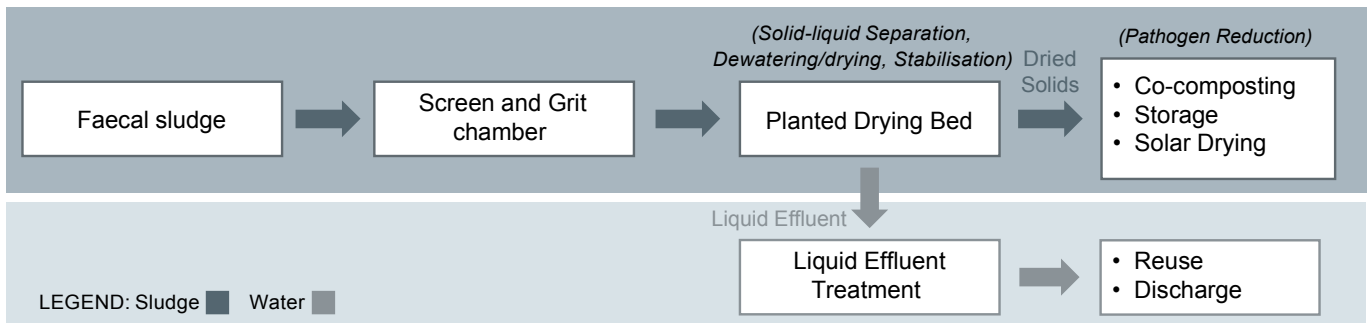 (Solid-liquid Separation,
Dewatering/drying, Stabilisation)
(Pathogen Reduction)
Faecal sludge
Screen and Grit
chamber
Planted Drying Bed
Dried
Solids
• Co-composting
• Storage
• Solar Drying
Liquid Effluent
Liquid Effluent
Treatment
• Reuse
• Discharge
LEGEND: Sludge Water